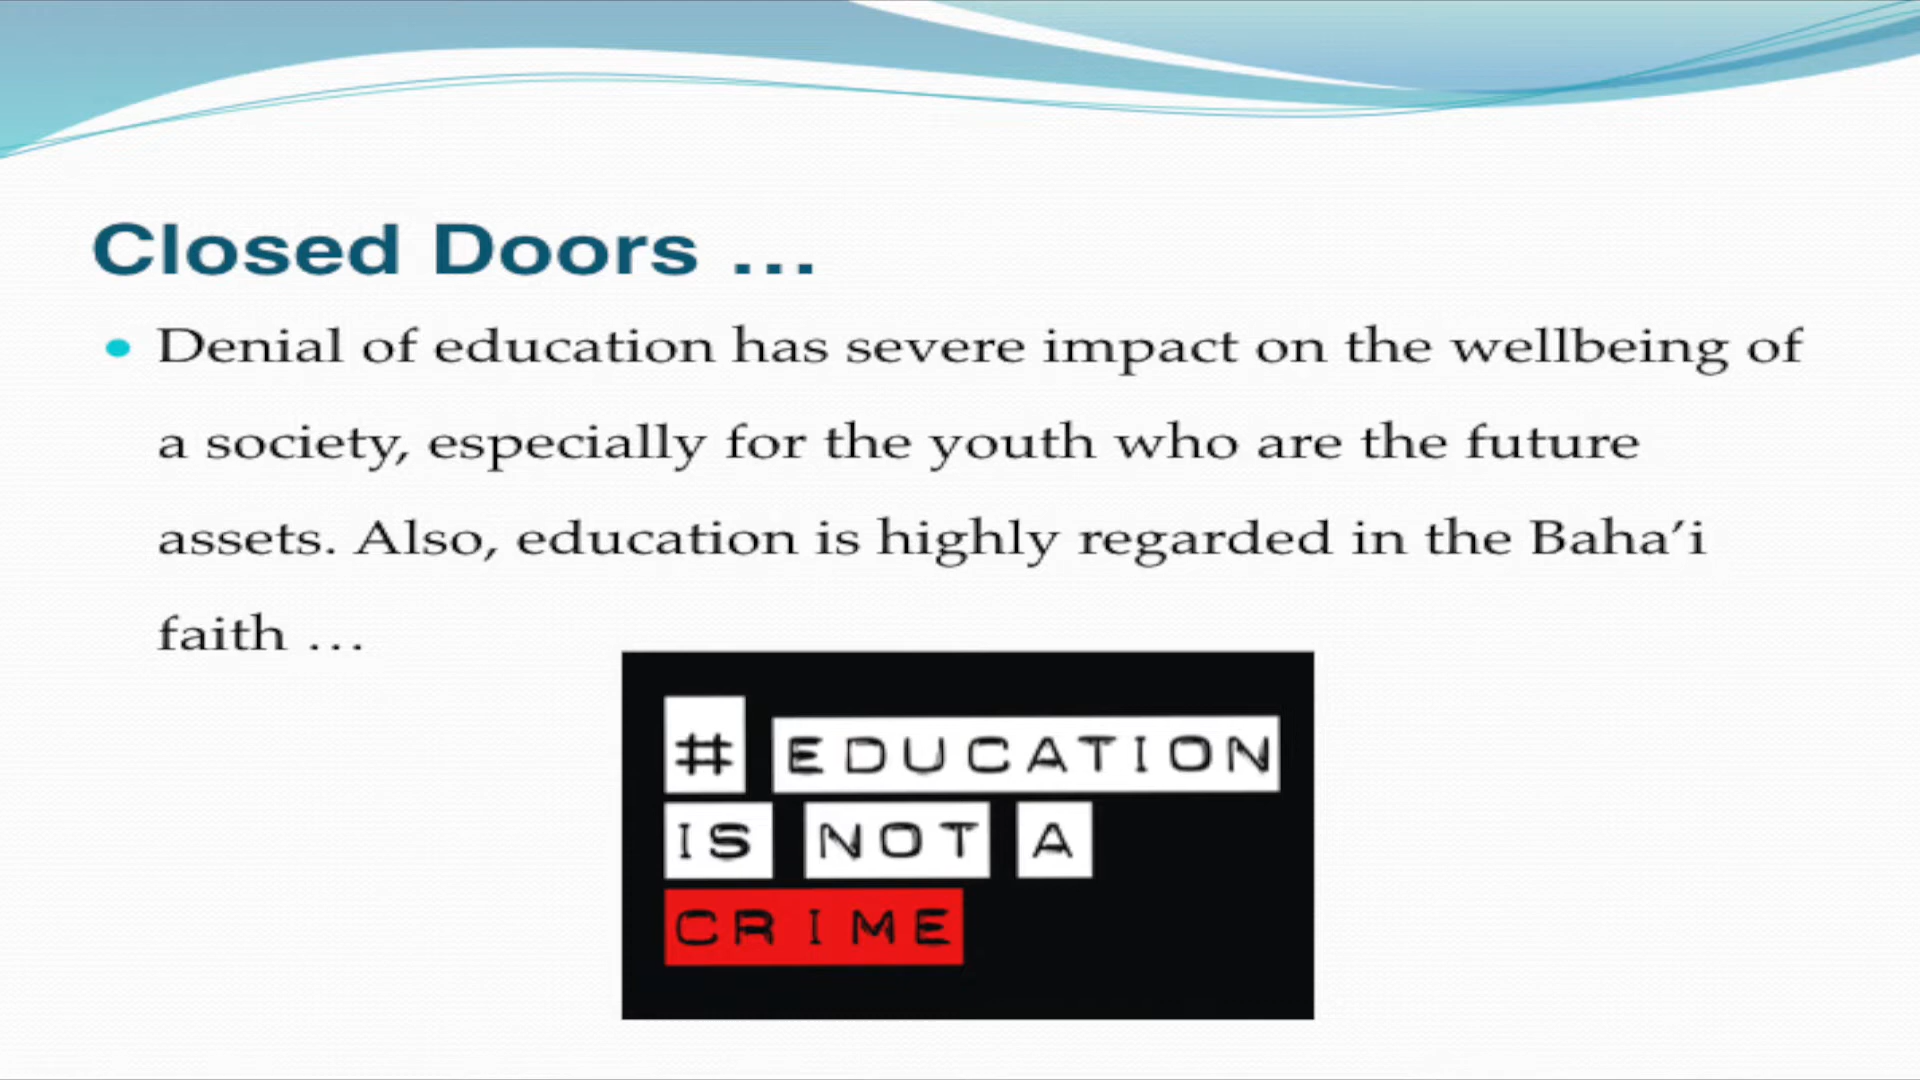 Closed Doors ...
• Denial of education has severe impact on the wellbeing of
a society, especially for the youth who are the future
assets. Also, education is highly regarded in the Baha’i
faith …
# EDUCATION
IS NOT A
CRIME